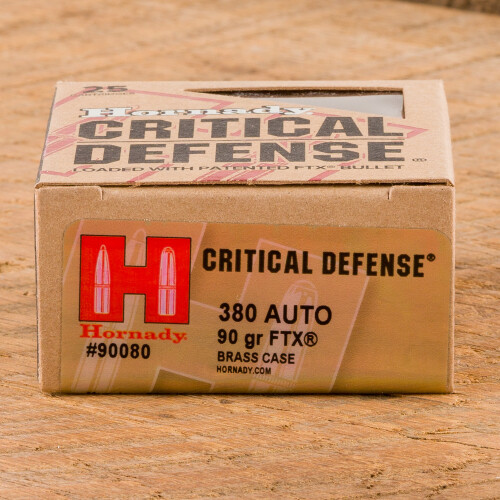 25
Hornady
CRITICAL
DEFENSE®
LOADED WITH PATENTED FTX® BULLET
H
CRITICAL DEFENSE®
380 AUTO
90 gr FTX®
BRASS CASE
HORNADY.COM
Hornady
#90080